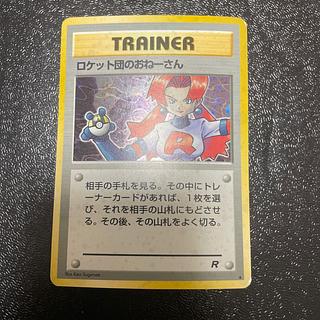 TRAINER
ロケット団のおねーさん
R
相手の手札を見る。その中にトレ
ーナーカードがあれば、1枚を選
び、それを相手の山札にもどさせ
る。その後、その山札をよく切る。
Illus. Ken Sugimori
R